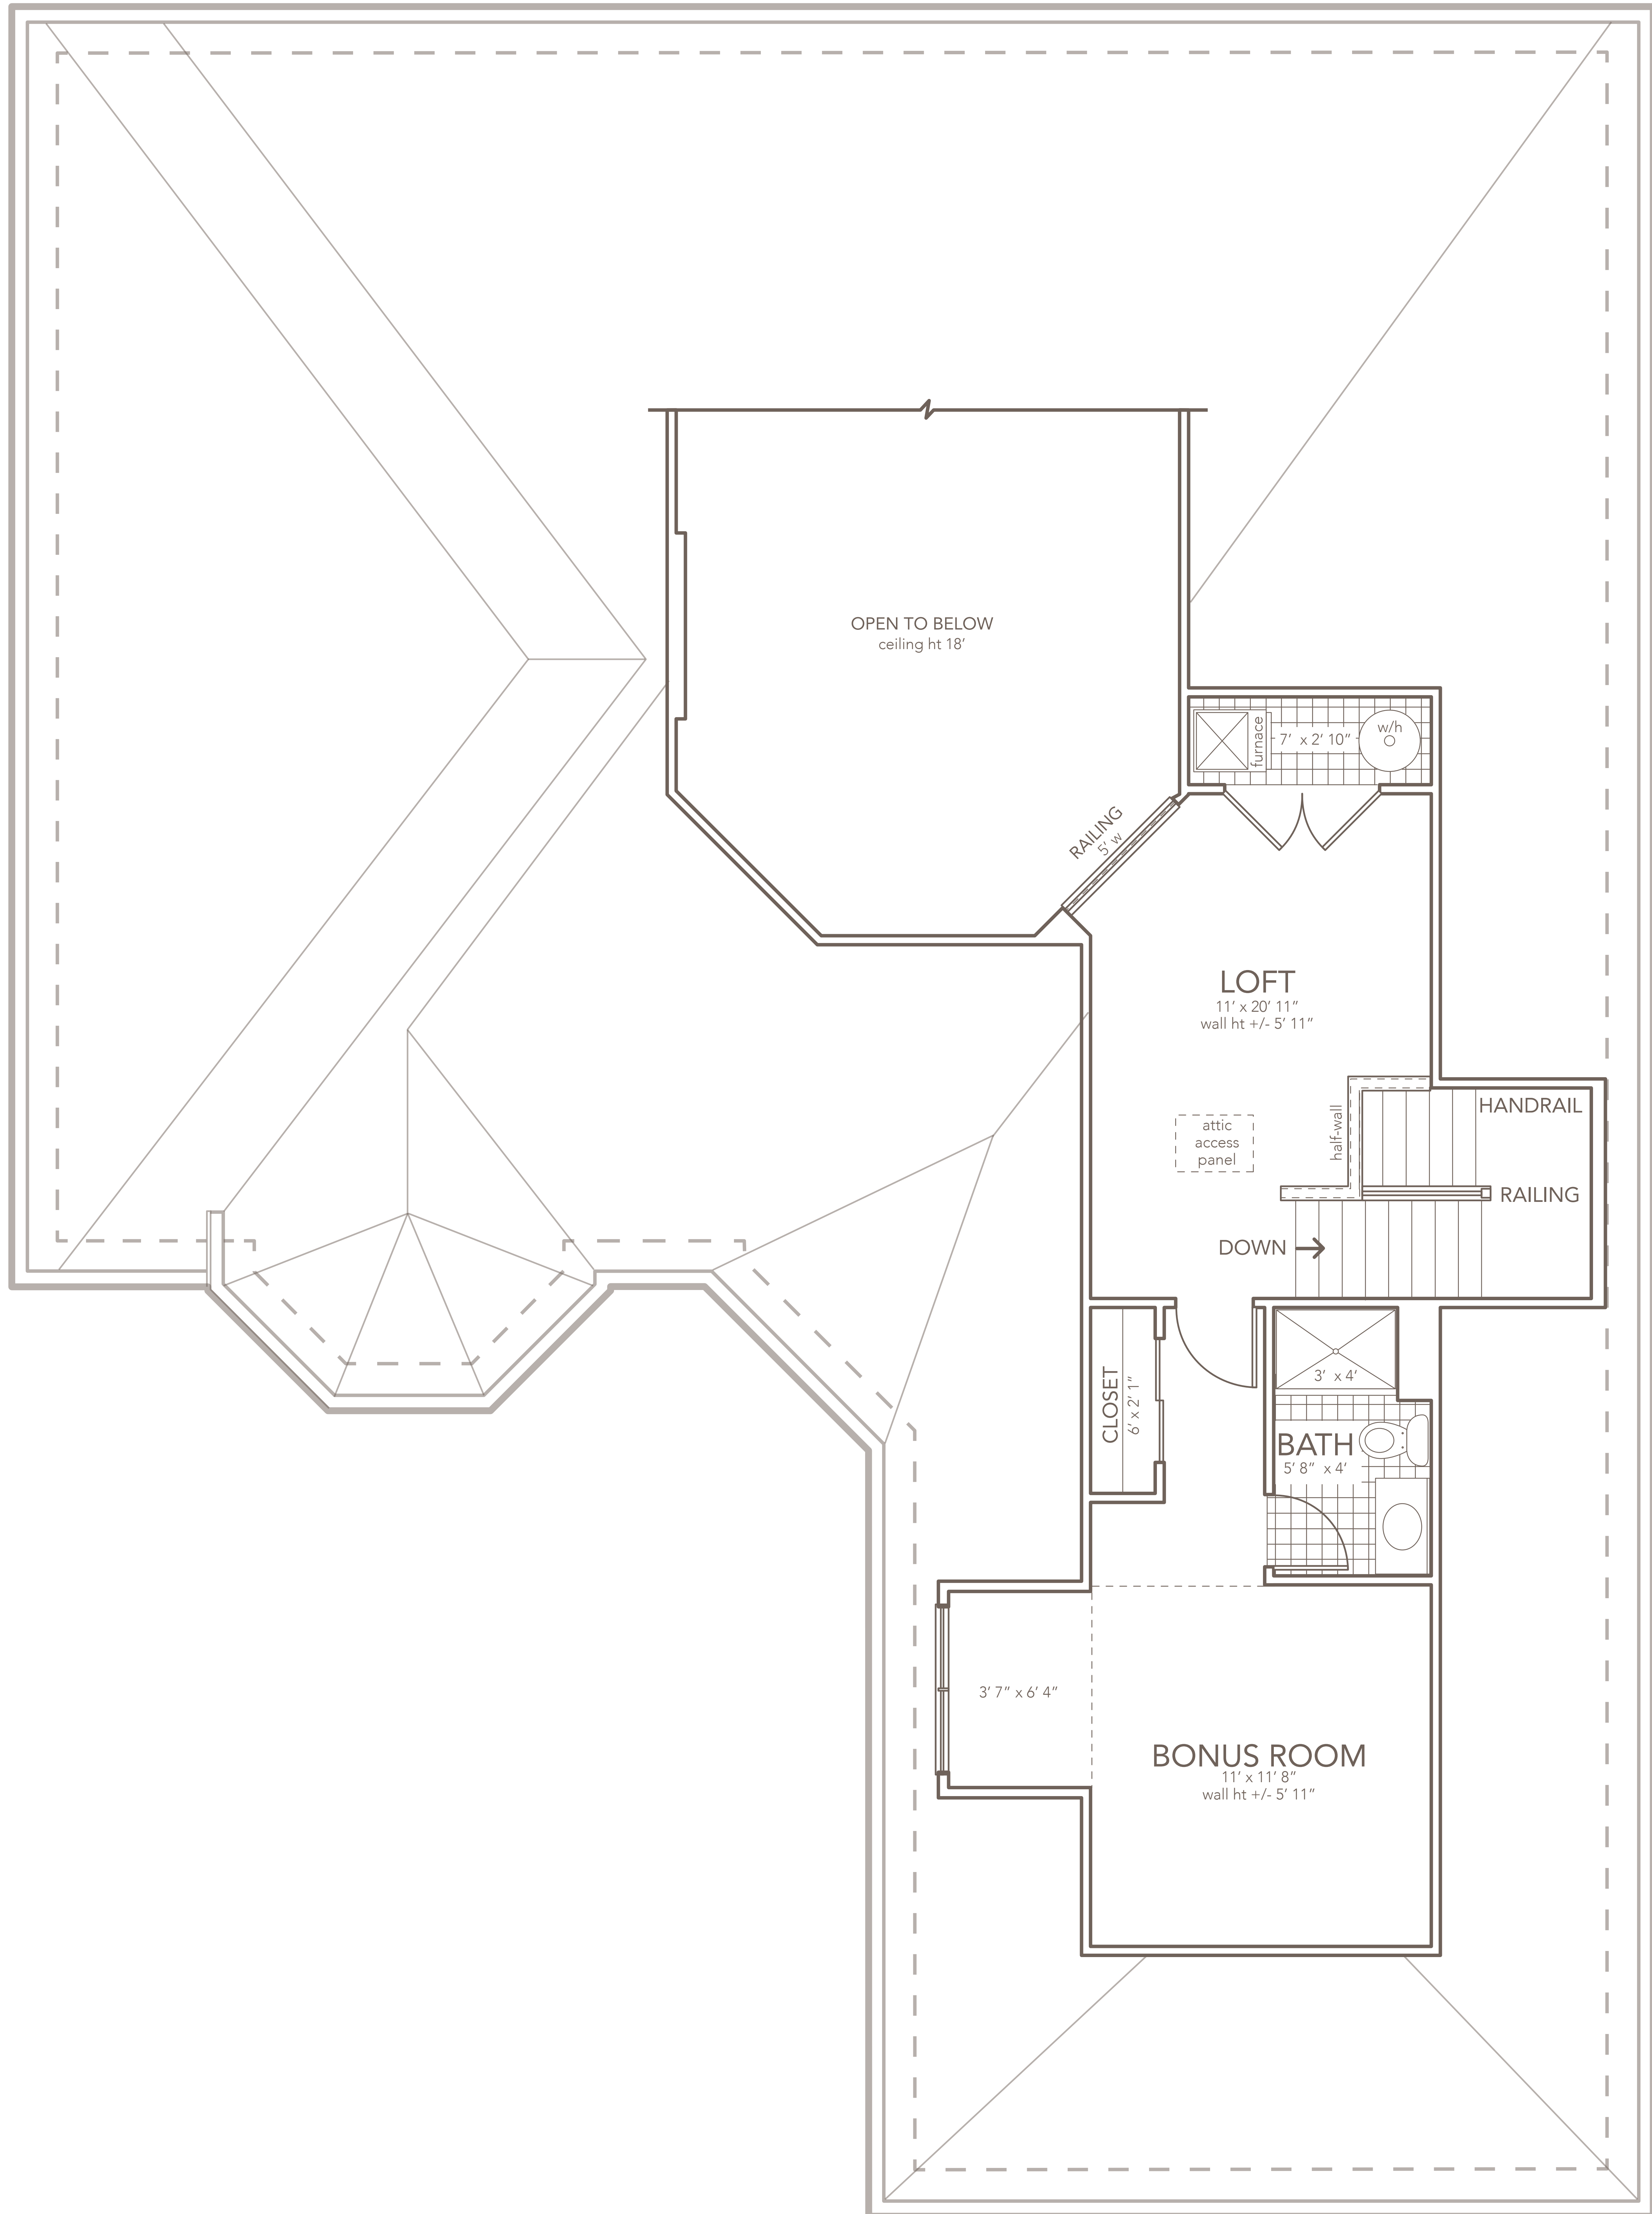 OPEN TO BELOW
ceiling ht 18’
furnace
7’ x 2’ 10”
w/h
RAILING
5’ w
LOFT
11’ x 20’ 11”
wall ht +/- 5’ 11”
HANDRAIL
half-wall
attic
access
panel
RAILING
DOWN
3’ x 4’
CLOSET
6’ x 2’ 1”
BATH
5’ 8” x 4’
3’ 7” x 6’ 4”
BONUS ROOM
11’ x 11’ 8”
wall ht +/- 5’ 11”